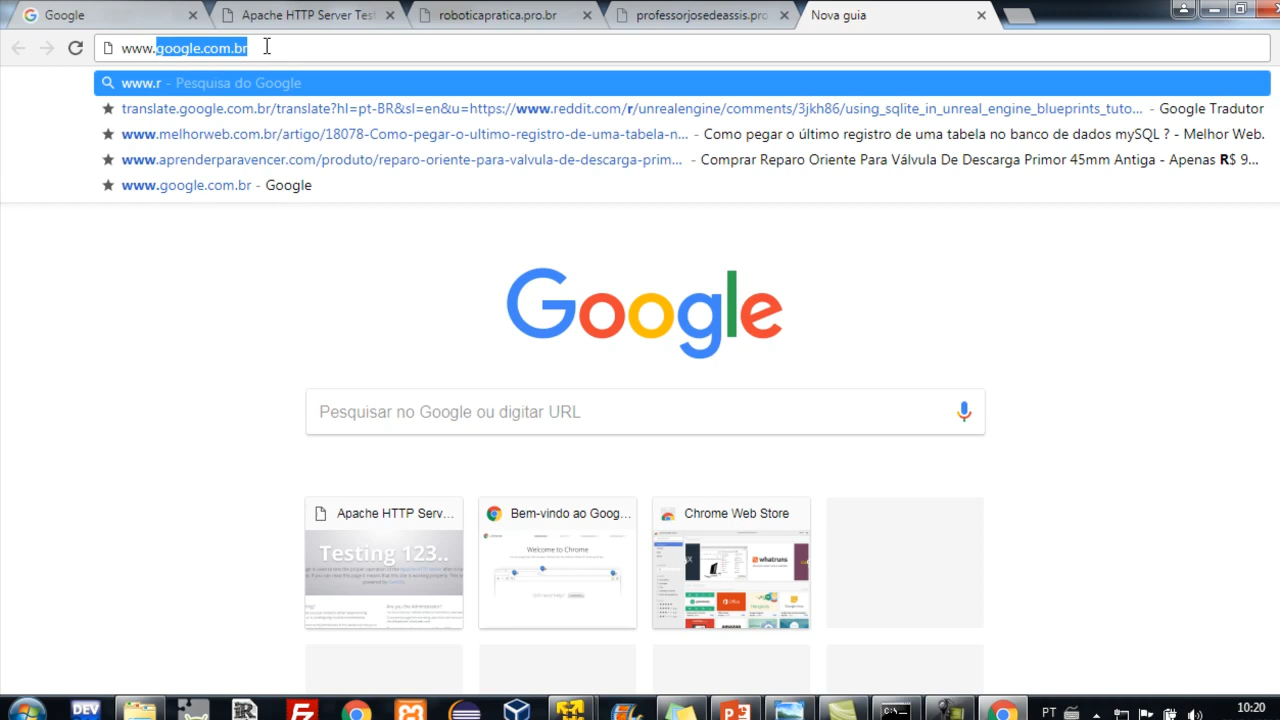 Google
Apache HTTP Server Test
roboticapratica.pro.br
professorjosedeassis.pro.
Nova guia
www.google.com.br
www.r - Pesquisa do Google
translate.google.com.br/translate?hl=pt-BR&sl=en&u=https://www.reddit.com/r/unrealengine/comments/3jkh86/using_sqlite_in_unreal_engine_blueprints_tuto... - Google Tradutor
www.melhorweb.com.br/artigo/18078-Como-pegar-o-ultimo-registro-de-uma-tabela-n... - Como pegar o último registro de uma tabela no banco de dados mySQL ? - Melhor Web.
www.aprenderparavencer.com/produto/reparo-oriente-para-valvula-de-descarga-prim... - Comprar Reparo Oriente Para Válvula De Descarga Primor 45mm Antiga - Apenas R$ 9...
www.google.com.br - Google
Google
Pesquisar no Google ou digitar URL
Apache HTTP Serv...
Bem-vindo ao Goog...
Chrome Web Store
Testing 123..
Welcome to Chrome
whatruns
Office
DEV
PT
10:20